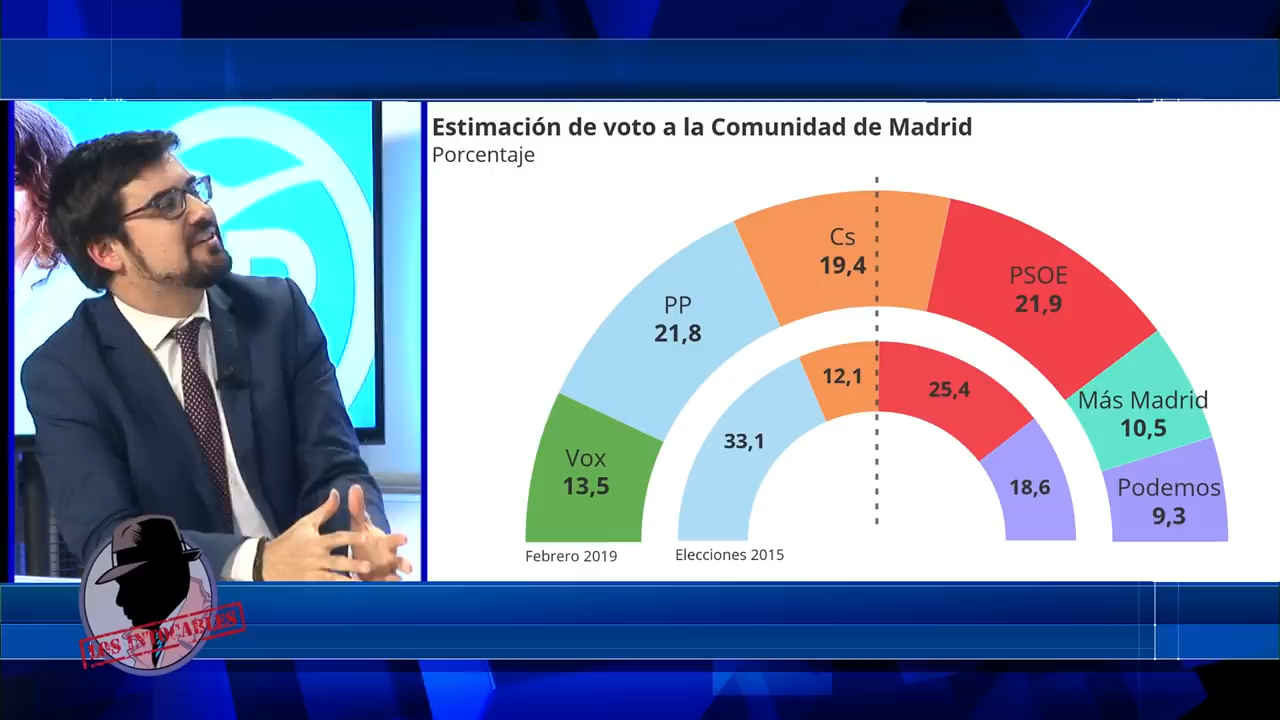 Estimación de voto a la Comunidad de Madrid
Porcentaje
Cs
19,4
PSOE
21,9
PP
21,8
12,1
25,4
Más Madrid
10,5
33,1
Vox
13,5
18,6
Podemos
9,3
Febrero 2019
Elecciones 2015
LOS INTOCABLES